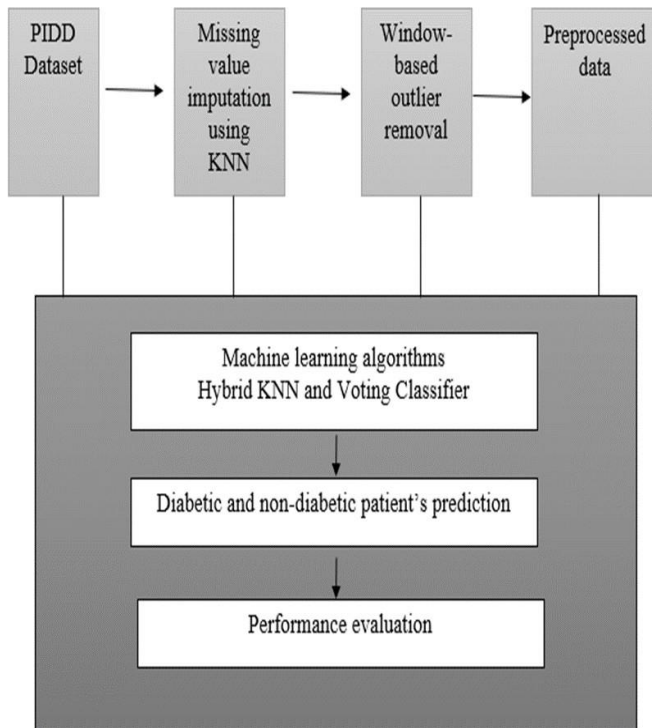 PIDD
Dataset
Missing
value
imputation
using
KNN
Window-
based
outlier
removal
Preprocessed
data
Machine learning algorithms
Hybrid KNN and Voting Classifier
Diabetic and non-diabetic patient's prediction
Performance evaluation